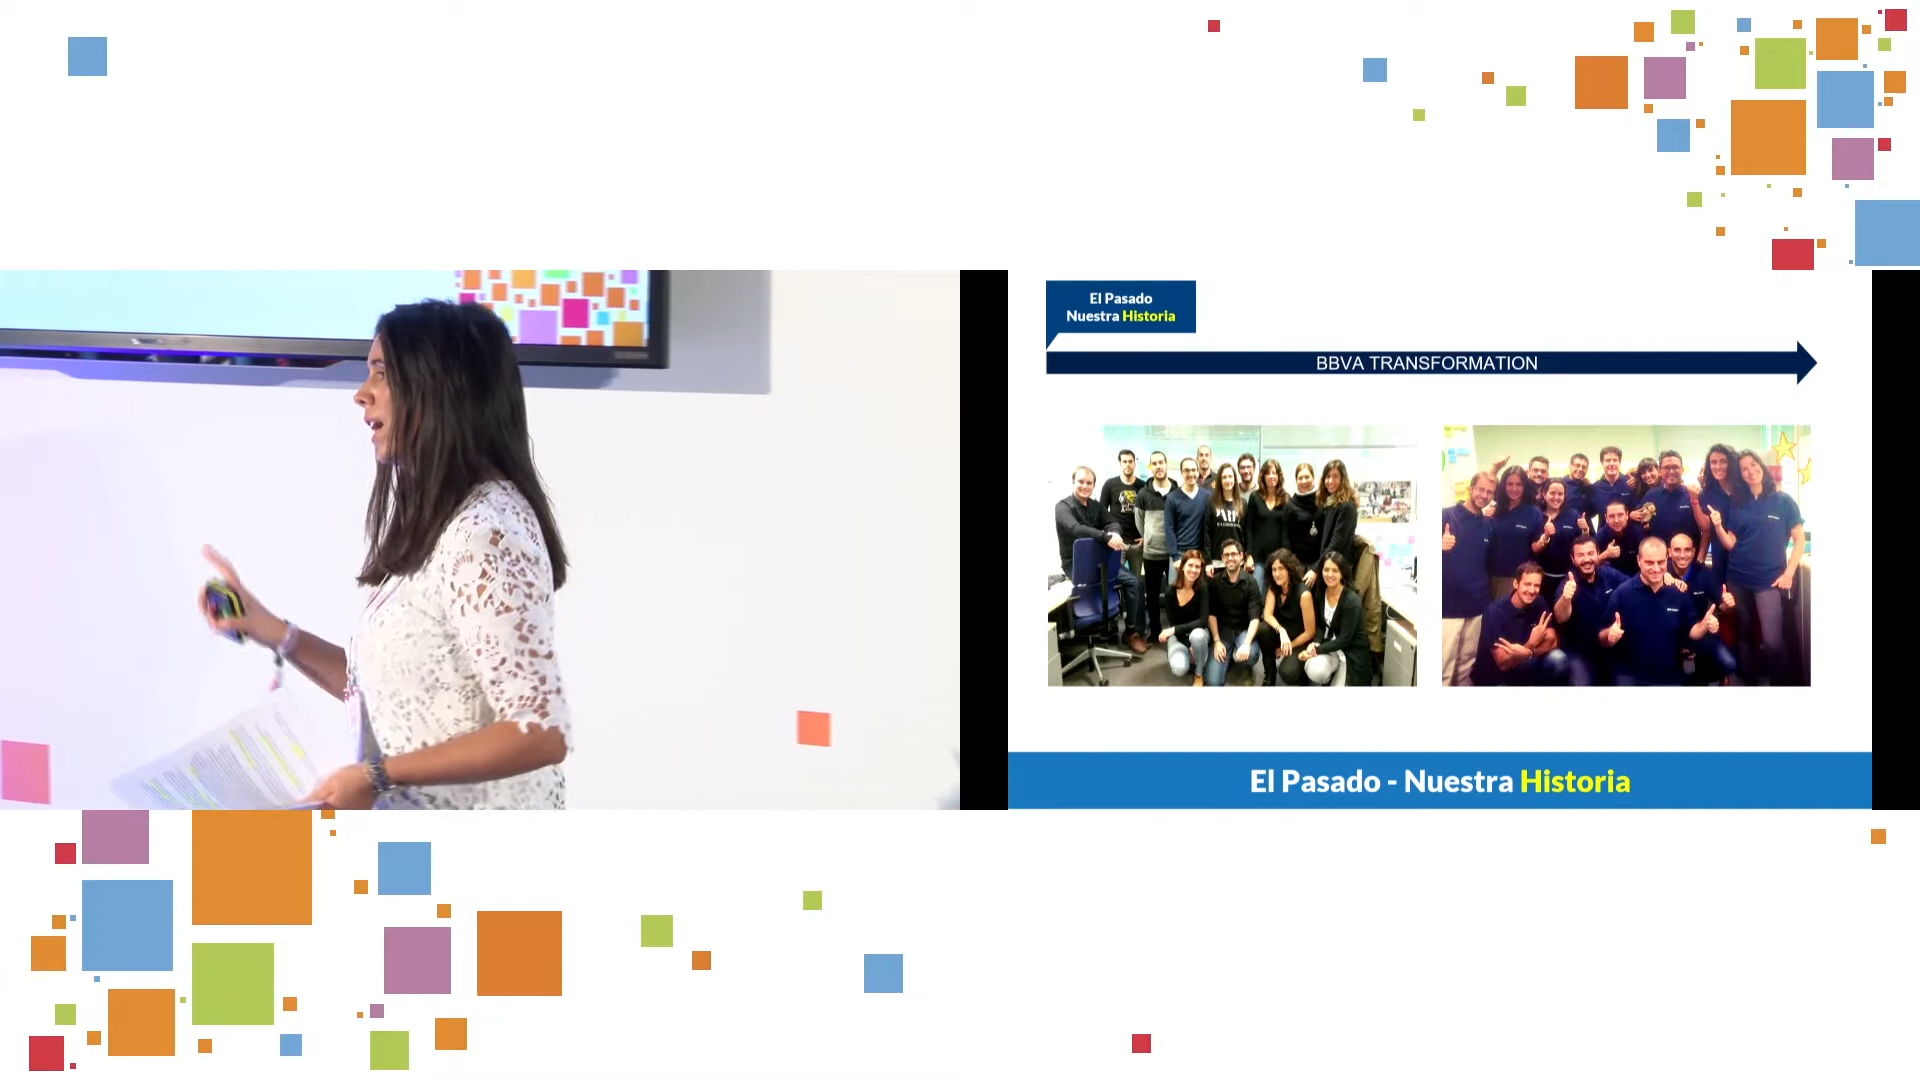 El Pasado
Nuestra Historia
BBVA TRANSFORMATION
El Pasado - Nuestra Historia